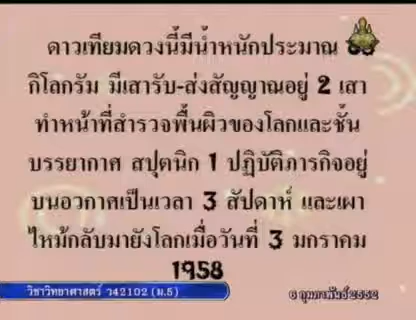 ดาวเทียมดวงนี้มีน้ำหนักประมาณ
กิโลกรัม มีเสารับ-ส่งสัญญาณอยู่ 2 เสา
ทำหน้าที่สำรวจพื้นผิวของโลกและชั้น
บรรยากาศ สปุตนิก 1 ปฏิบัติภารกิจอยู่
บนอวกาศเป็นเวลา 3 สัปดาห์ และเผา
ไหม้กลับมายังโลกเมื่อวันที่ 3 มกราคม
1958
วิชาวิทยาศาสตร์ ว42102 (ม.5)
6 กุมภาพันธ์ 2552